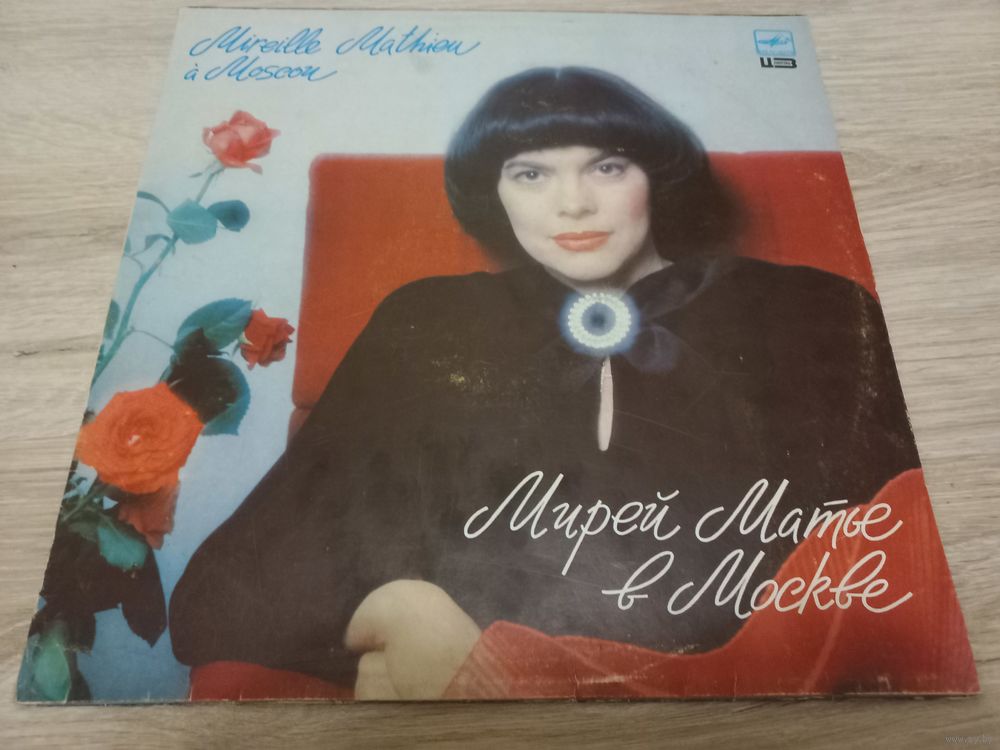 Mireille Mathieu
à Moscou
Мирей Матье
в Москве